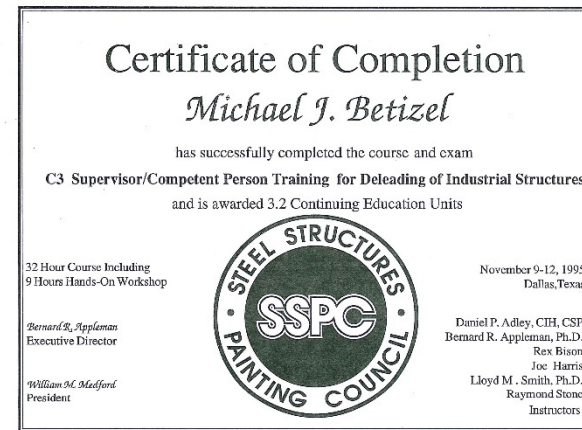 Certificate of Completion
Michael J. Betizel
has successfully completed the course and exam
C3 Supervisor/Competent Person Training for Deleading of Industrial Structures
and is awarded 3.2 Continuing Education Units
32 Hour Course Including
9 Hours Hands-On Workshop
Bernard R. Appleman
Executive Director
William M. Medford
President
STEEL STRUCTURES
SSPC
PAINTING COUNCIL
November 9-12, 1995
Dallas, Texas
Daniel P. Adley, CIH, CSP
Bernard R. Appleman, Ph.D.
Rex Bison
Joe Harris
Lloyd M. Smith, Ph.D.
Raymond Stone
Instructors